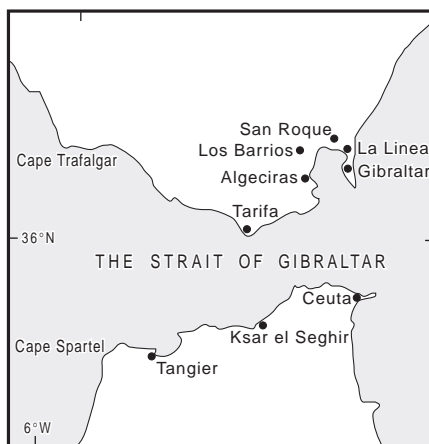 San Roque
La Linea
Los Barrios
Cape Trafalgar
Gibraltar
Algeciras
Tarifa
36°N
THE STRAIT OF GIBRALTAR
Ceuta
Ksar el Seghir
Cape Spartel
Tangier
6°W